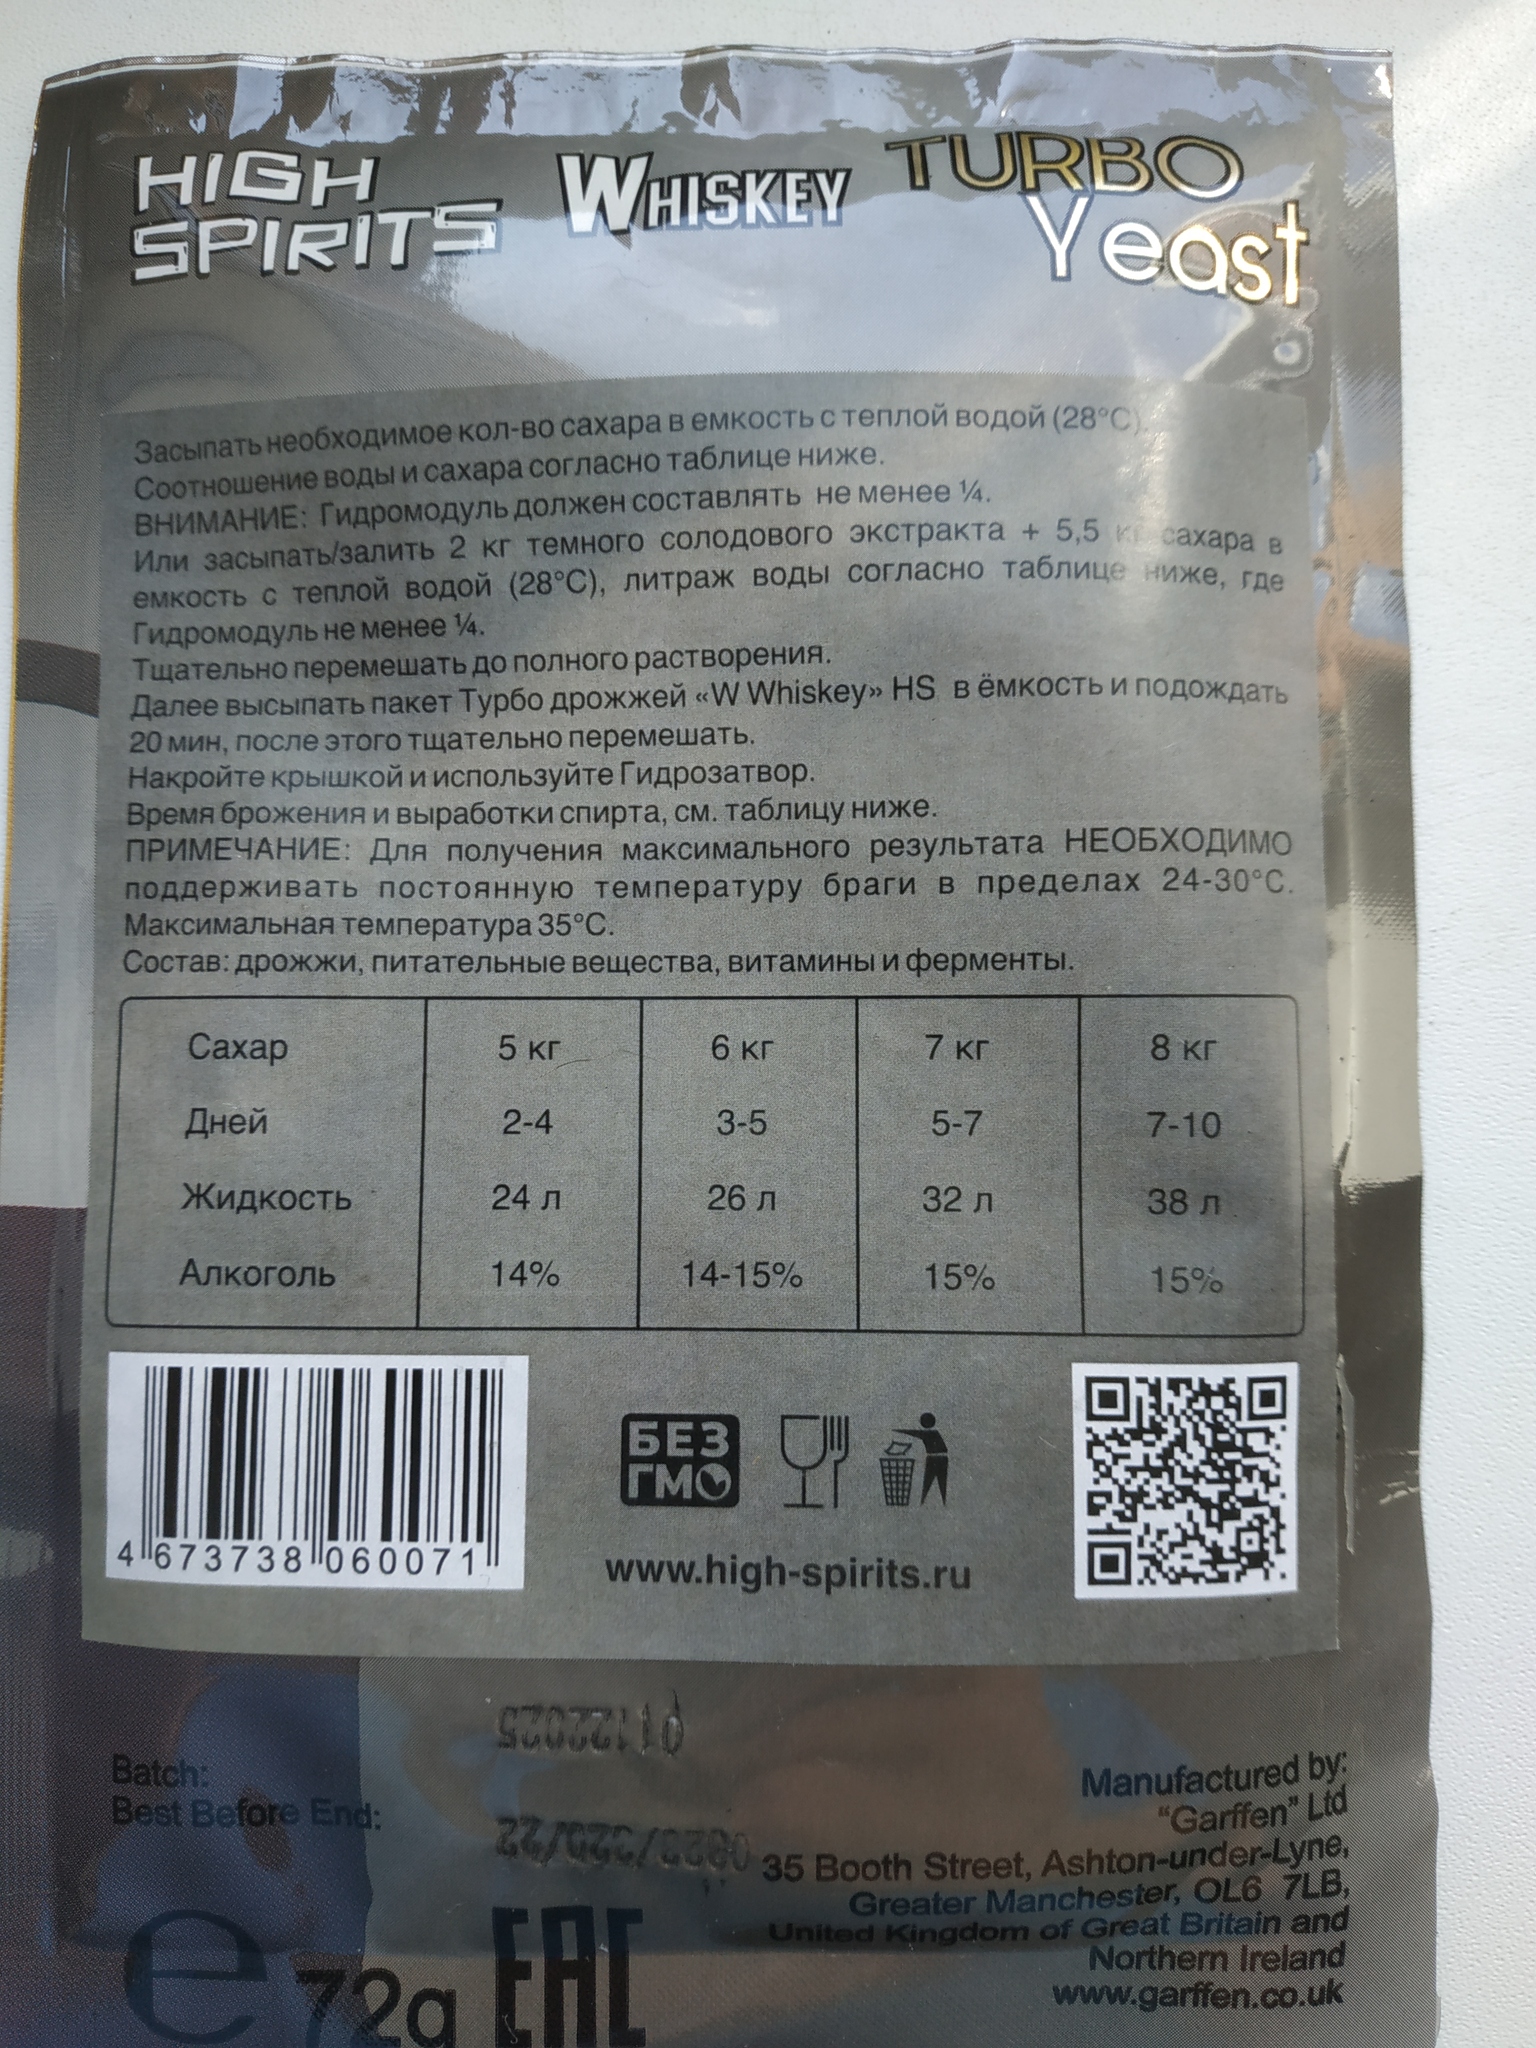 HIGH SPIRITS WHISKEY TURBO Yeast
Засыпать необходимое кол-во сахара в емкость с теплой водой (28°C).
Соотношение воды и сахара согласно таблице ниже.
ВНИМАНИЕ: Гидромодуль должен составлять не менее ¼.
Или засыпать/залить 2 кг темного солодового экстракта + 5,5 кг сахара в
емкость с теплой водой (28°C), литраж воды согласно таблице ниже, где
Гидромодуль не менее ¼.
Тщательно перемешать до полного растворения.
Далее высыпать пакет Турбо дрожжей «W Whiskey» HS в ёмкость и подождать
20 мин, после этого тщательно перемешать.
Накройте крышкой и используйте Гидрозатвор.
Время брожения и выработки спирта, см. таблицу ниже.
ПРИМЕЧАНИЕ: Для получения максимального результата НЕОБХОДИМО
поддерживать постоянную температуру браги в пределах 24-30°C.
Максимальная температура 35°C.
Состав: дрожжи, питательные вещества, витамины и ферменты.
Сахар 5 кг 6 кг 7 кг 8 кг
Дней 2-4 3-5 5-7 7-10
Жидкость 24 л 26 л 32 л 38 л
Алкоголь 14% 14-15% 15% 15%
4 673738 060071
БЕЗ
ГМО
www.high-spirits.ru
Batch:
Best Before End:
Manufactured by:
"Garffen" Ltd
35 Booth Street, Ashton-under-Lyne,
Greater Manchester, OL6 7LB,
United Kingdom of Great Britain and
Northern Ireland
www.garffen.co.uk
e 72g EAC